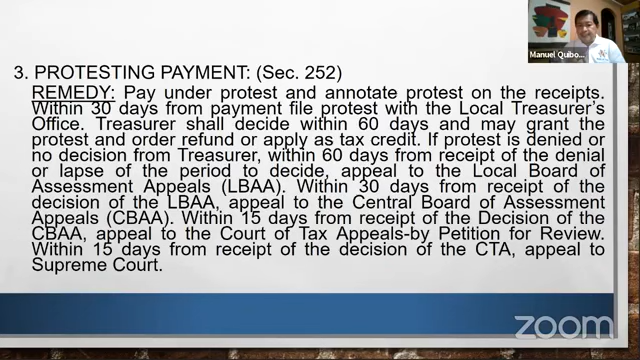 Manuel Quibo...
3. PROTESTING PAYMENT: (Sec. 252)
REMEDY: Pay under protest and annotate protest on the receipts.
Within 30 days from payment file protest with the Local Treasurer's
Office. Treasurer shall decide within 60 days and may grant the
protest and order refund or apply as tax credit. If protest is denied or
no decision from Treasurer, within 60 days from receipt of the denial
or lapse of the period to decide, appeal to the Local Board of
Assessment Appeals (LBAA). Within 30 days from receipt of the
decision of the LBAA, appeal to the Central Board of Assessment
Appeals (CBAA). Within 15 days from receipt of the Decision of the
CBAA, appeal to the Court of Tax Appeals-by Petition for Review.
Within 15 days from receipt of the decision of the CTA, appeal to
Supreme Court.
zoom